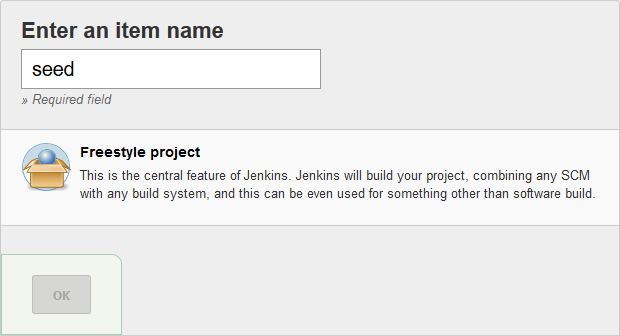 Enter an item name
seed
» Required field
Freestyle project
This is the central feature of Jenkins. Jenkins will build your project, combining any SCM
with any build system, and this can be even used for something other than software build.
OK